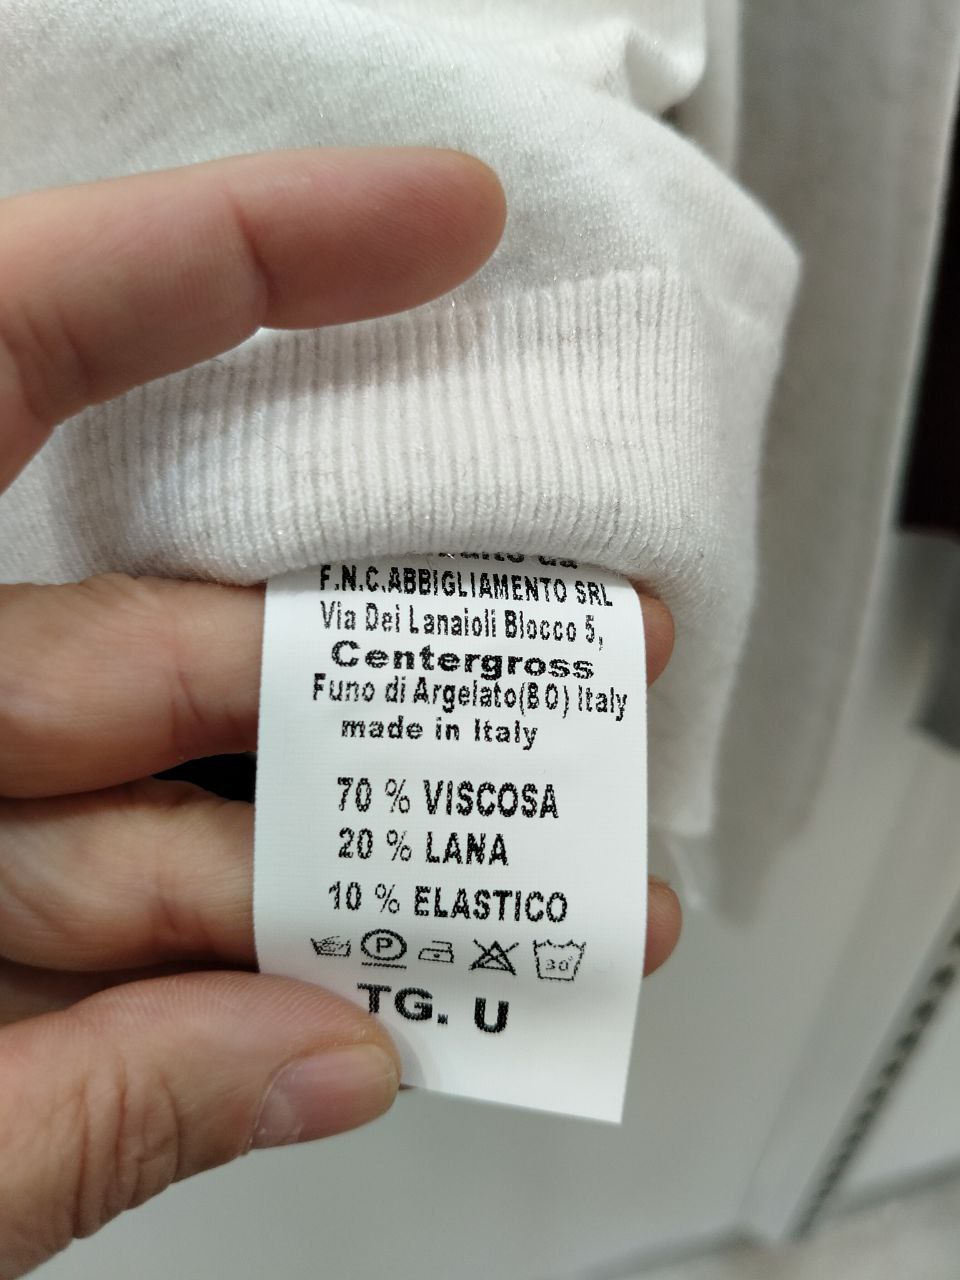 F.N.C.ABBIGLIAMENTO SRL
Via Dei Lanaioli Blocco 5,
Centergross
Funo di Argelato(BO) Italy
made in Italy
70 % VISCOSA
20 % LANA
10 % ELASTICO
P 30°
TG. U